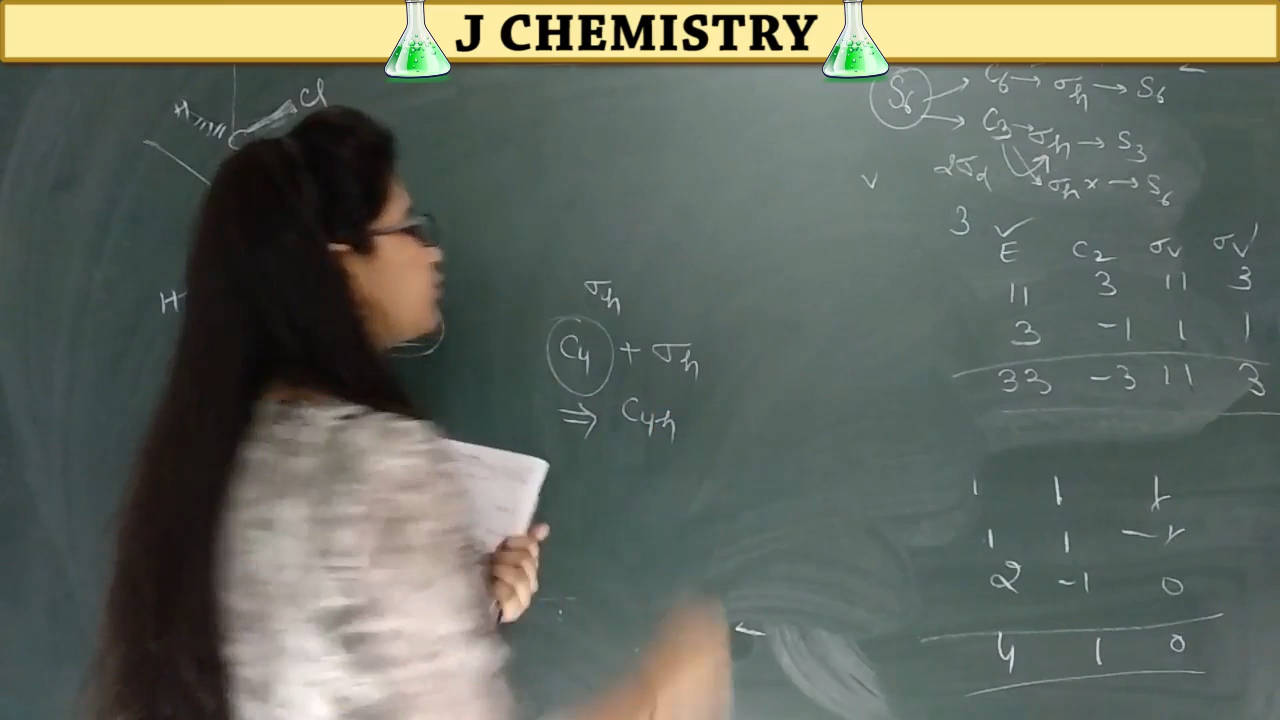 J CHEMISTRY
H Cl
C
H
σh
C4 + σh
⇒ C4h
S6 → C6 → σh → S6
→ C3 → σh → S3
2σd σh x → S6
v
3 ✓
E C2 σv σv'
11 3 11 3
3 -1 1 1
33 -3 11 3
1 1 1
1 1 -1
2 -1 0
4 1 0